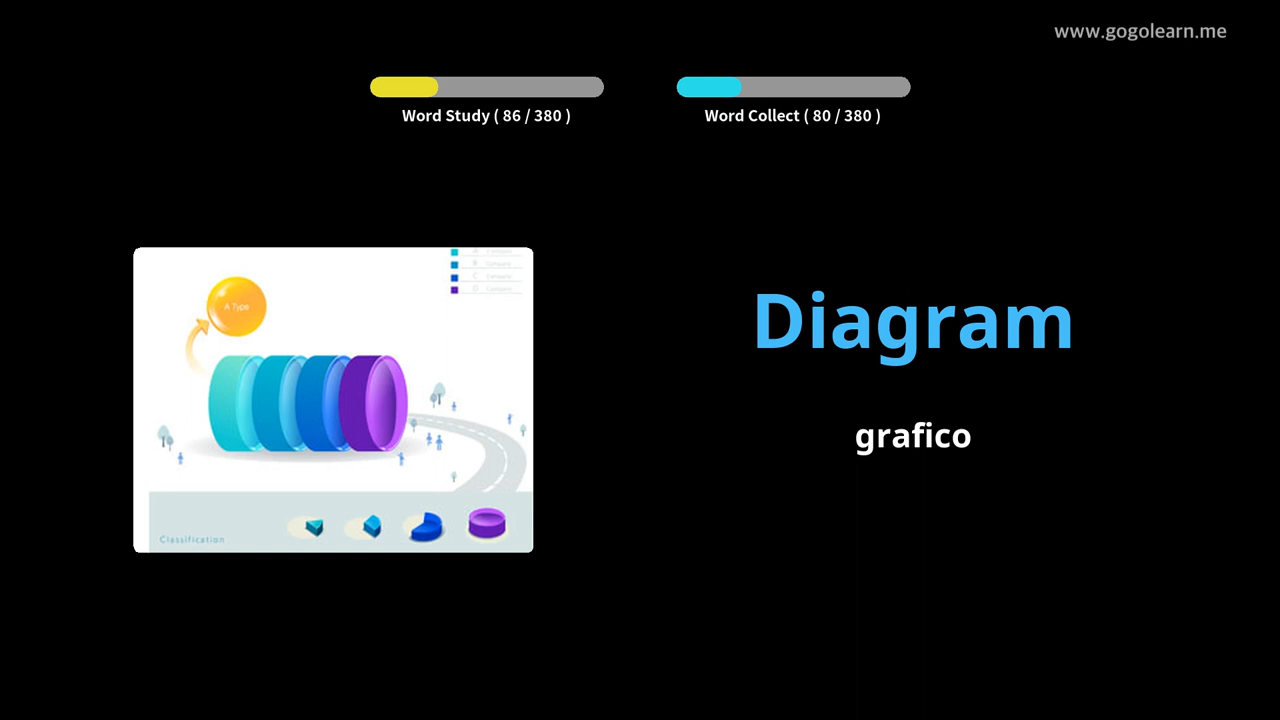 www.gogolearn.me
Word Study ( 86 / 380 )
Word Collect ( 80 / 380 )
A Type
Classification
Diagram
grafico